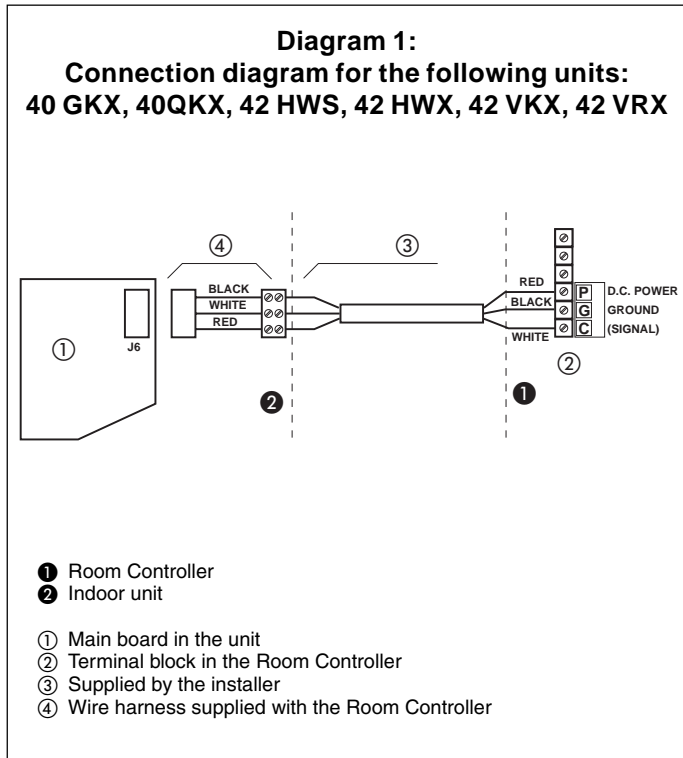 Diagram 1:
Connection diagram for the following units:
40 GKX, 40QKX, 42 HWS, 42 HWX, 42 VKX, 42 VRX
④
③
BLACK
WHITE
RED
J6
①
RED
BLACK
WHITE
P D.C. POWER
G GROUND
C (SIGNAL)
②
❷
❶
❶ Room Controller
❷ Indoor unit
① Main board in the unit
② Terminal block in the Room Controller
③ Supplied by the installer
④ Wire harness supplied with the Room Controller